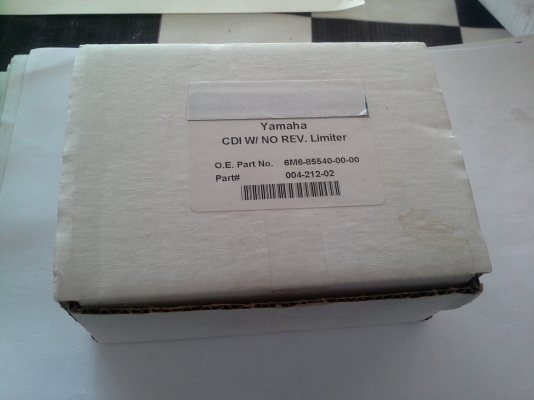 Yamaha
CDI W/ NO REV. Limiter
O.E. Part No. 6M6-85540-00-00
Part# 004-212-02